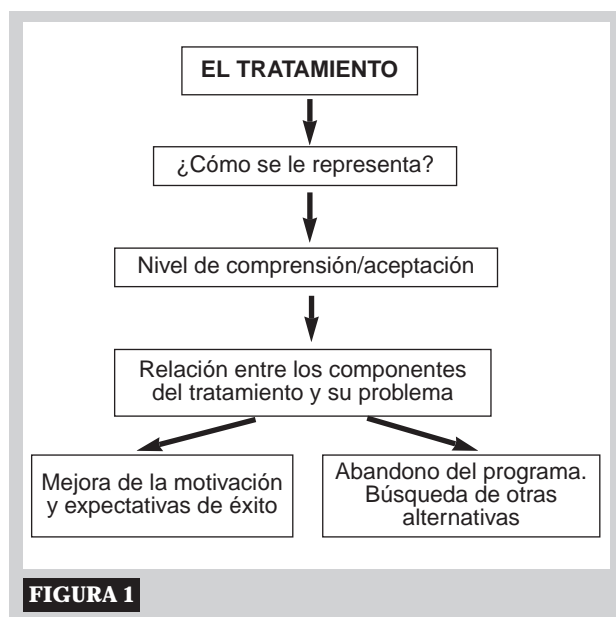 EL TRATAMIENTO
¿Cómo se le representa?
Nivel de comprensión/aceptación
Relación entre los componentes
del tratamiento y su problema
Mejora de la motivación
y expectativas de éxito
Abandono del programa.
Búsqueda de otras
alternativas
FIGURA 1